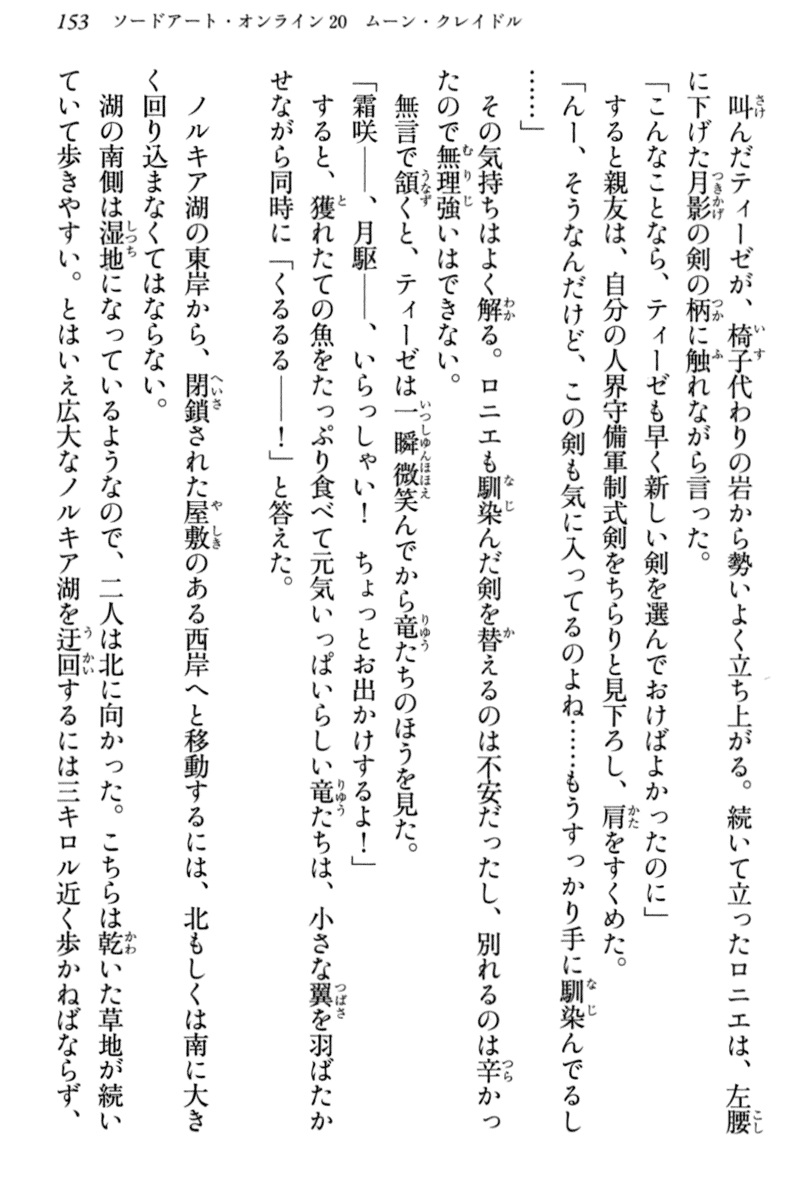 153 ソードアート・オンライン20 ムーン・クレイドル
叫んだティーゼが、椅子代わりの岩から勢いよく立ち上がる。続いて立ったロニエは、左腰
に下げた月影の剣の柄に触れながら言った。
「こんなことなら、ティーゼも早く新しい剣を選んでおけばよかったのに」
すると親友は、自分の人界守備軍制式剣をちらりと見下ろし、肩をすくめた。
「んー、そうなんだけど、この剣も気に入ってるのよね……もうすっかり手に馴染んでるし
……」
その気持ちはよく解る。ロニエも馴染んだ剣を替えるのは不安だったし、別れるのは辛かっ
たので無理強いはできない。
無言で頷くと、ティーゼは一瞬微笑んでから竜たちのほうを見た。
「霜咲――、月駆――、いらっしゃい！ ちょっとお出かけするよ！」
すると、獲れたての魚をたっぷり食べて元気いっぱいらしい竜たちは、小さな翼を羽ばたか
せながら同時に「くるるる――！」と答えた。
ノルキア湖の東岸から、閉鎖された屋敷のある西岸へと移動するには、北もしくは南に大き
く回り込まなくてはならない。
湖の南側は湿地になっているようなので、二人は北に向かった。こちらは乾いた草地が続い
ていて歩きやすい。とはいえ広大なノルキア湖を迂回するには三キロル近く歩かねばならず、